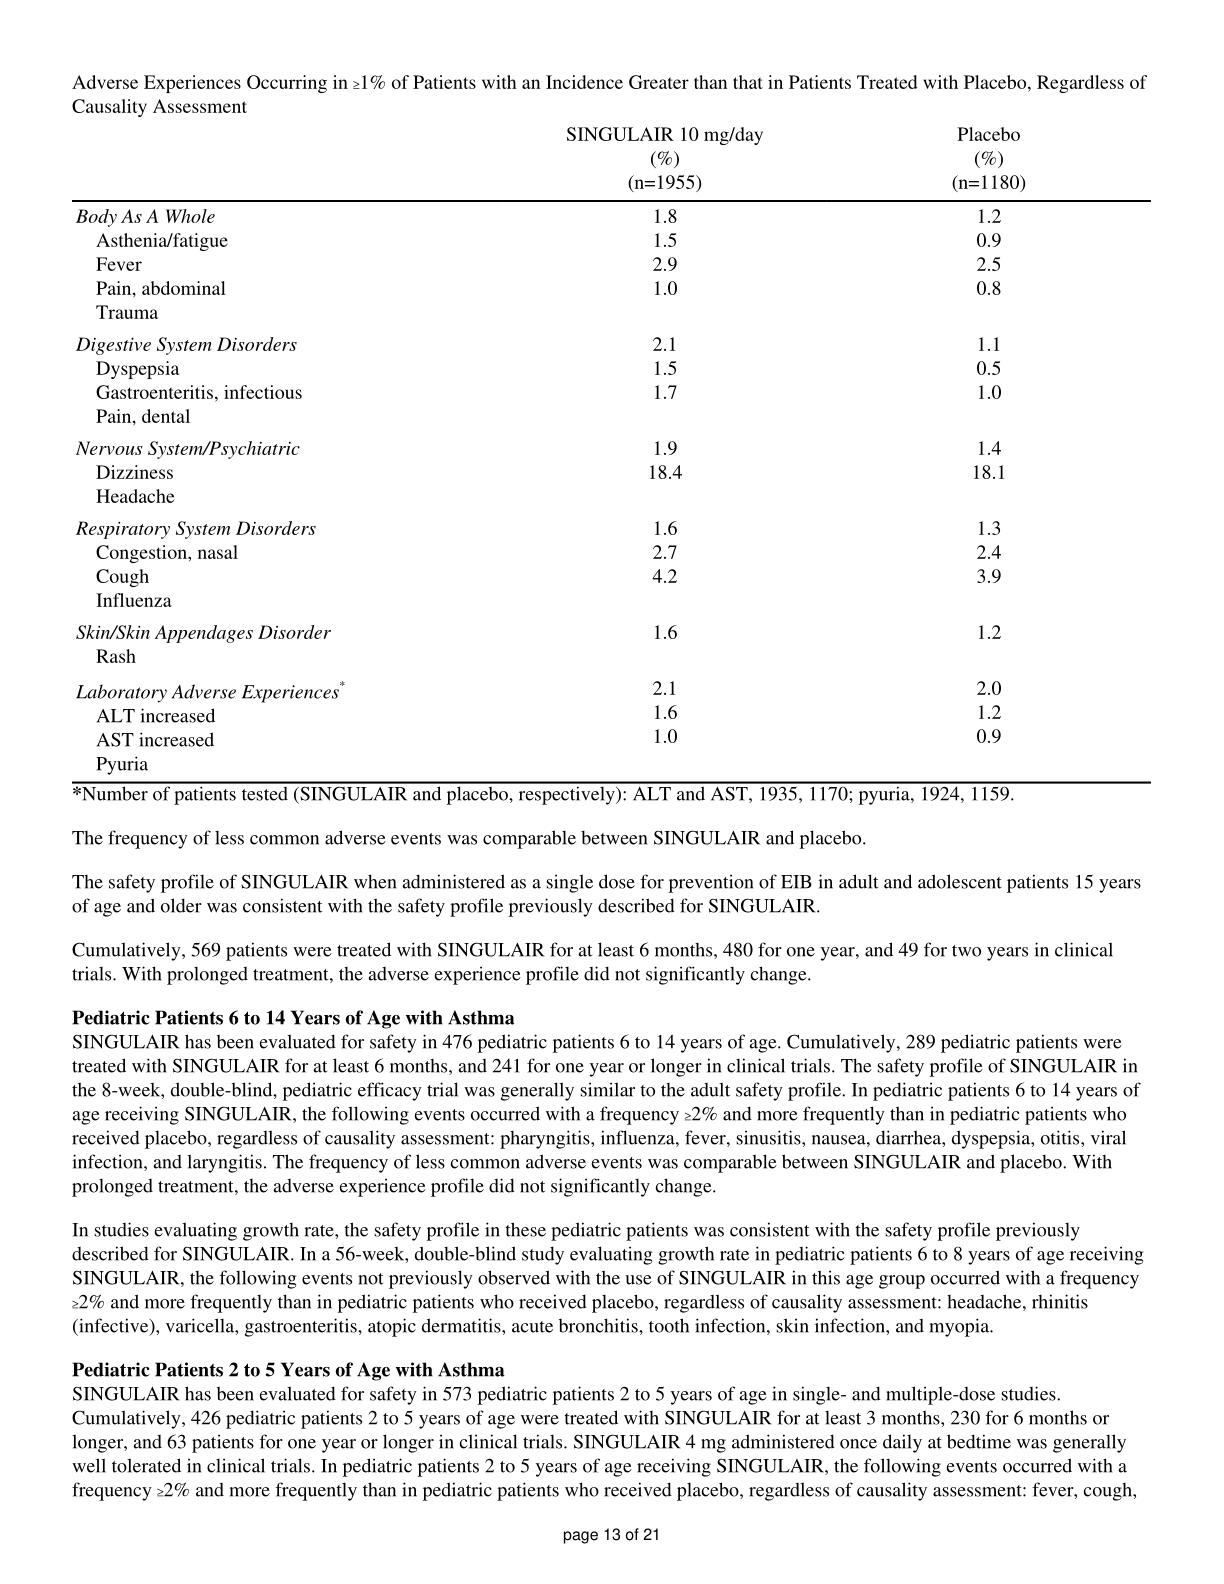 Adverse Experiences Occurring in ≥1% of Patients with an Incidence Greater than that in Patients Treated with Placebo, Regardless of
Causality Assessment
SINGULAIR 10 mg/day Placebo
(%) (%)
(n=1955) (n=1180)
Body As A Whole 1.8 1.2
Asthenia/fatigue 1.5 0.9
Fever 2.9 2.5
Pain, abdominal 1.0 0.8
Trauma
Digestive System Disorders 2.1 1.1
Dyspepsia 1.5 0.5
Gastroenteritis, infectious 1.7 1.0
Pain, dental
Nervous System/Psychiatric 1.9 1.4
Dizziness 18.4 18.1
Headache
Respiratory System Disorders 1.6 1.3
Congestion, nasal 2.7 2.4
Cough 4.2 3.9
Influenza
Skin/Skin Appendages Disorder 1.6 1.2
Rash
Laboratory Adverse Experiences* 2.1 2.0
ALT increased 1.6 1.2
AST increased 1.0 0.9
Pyuria
*Number of patients tested (SINGULAIR and placebo, respectively): ALT and AST, 1935, 1170; pyuria, 1924, 1159.
The frequency of less common adverse events was comparable between SINGULAIR and placebo.
The safety profile of SINGULAIR when administered as a single dose for prevention of EIB in adult and adolescent patients 15 years
of age and older was consistent with the safety profile previously described for SINGULAIR.
Cumulatively, 569 patients were treated with SINGULAIR for at least 6 months, 480 for one year, and 49 for two years in clinical
trials. With prolonged treatment, the adverse experience profile did not significantly change.
Pediatric Patients 6 to 14 Years of Age with Asthma
SINGULAIR has been evaluated for safety in 476 pediatric patients 6 to 14 years of age. Cumulatively, 289 pediatric patients were
treated with SINGULAIR for at least 6 months, and 241 for one year or longer in clinical trials. The safety profile of SINGULAIR in
the 8-week, double-blind, pediatric efficacy trial was generally similar to the adult safety profile. In pediatric patients 6 to 14 years of
age receiving SINGULAIR, the following events occurred with a frequency ≥2% and more frequently than in pediatric patients who
received placebo, regardless of causality assessment: pharyngitis, influenza, fever, sinusitis, nausea, diarrhea, dyspepsia, otitis, viral
infection, and laryngitis. The frequency of less common adverse events was comparable between SINGULAIR and placebo. With
prolonged treatment, the adverse experience profile did not significantly change.
In studies evaluating growth rate, the safety profile in these pediatric patients was consistent with the safety profile previously
described for SINGULAIR. In a 56-week, double-blind study evaluating growth rate in pediatric patients 6 to 8 years of age receiving
SINGULAIR, the following events not previously observed with the use of SINGULAIR in this age group occurred with a frequency
≥2% and more frequently than in pediatric patients who received placebo, regardless of causality assessment: headache, rhinitis
(infective), varicella, gastroenteritis, atopic dermatitis, acute bronchitis, tooth infection, skin infection, and myopia.
Pediatric Patients 2 to 5 Years of Age with Asthma
SINGULAIR has been evaluated for safety in 573 pediatric patients 2 to 5 years of age in single- and multiple-dose studies.
Cumulatively, 426 pediatric patients 2 to 5 years of age were treated with SINGULAIR for at least 3 months, 230 for 6 months or
longer, and 63 patients for one year or longer in clinical trials. SINGULAIR 4 mg administered once daily at bedtime was generally
well tolerated in clinical trials. In pediatric patients 2 to 5 years of age receiving SINGULAIR, the following events occurred with a
frequency ≥2% and more frequently than in pediatric patients who received placebo, regardless of causality assessment: fever, cough,
page 13 of 21